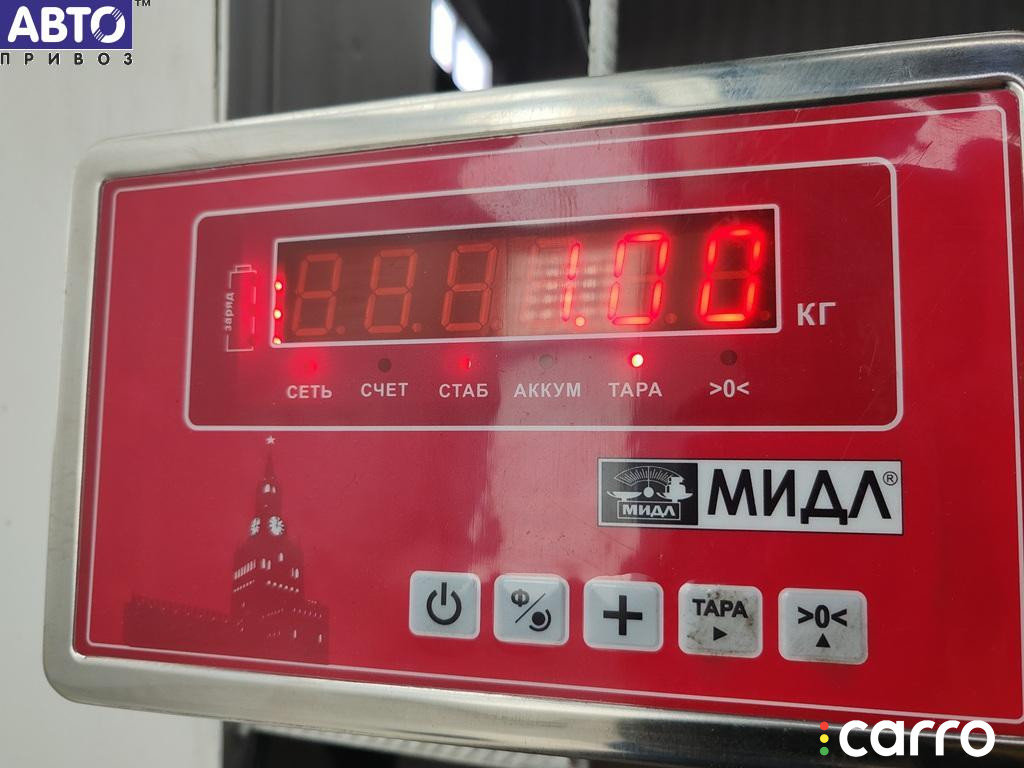 АВТО™
ПРИВОЗ
заряд
1.00 КГ
СЕТЬ СЧЕТ СТАБ АККУМ ТАРА >0<
МИДЛ МИДЛ®
Ф ТАРА >0<
carro